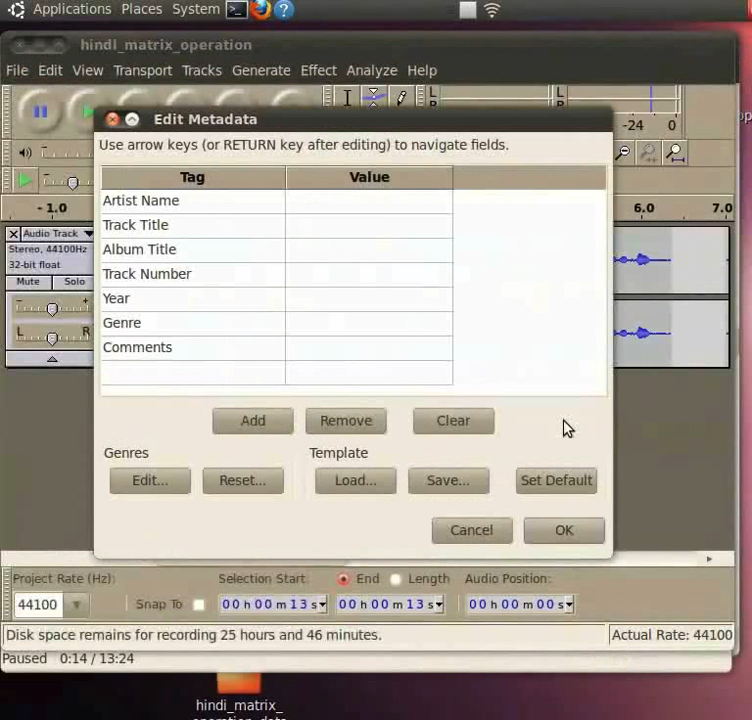 Applications Places System
hindl_matrix_operation
File Edit View Transport Tracks Generate Effect Analyze Help
L
R
L
R
-24 0
Edit Metadata
Use arrow keys (or RETURN key after editing) to navigate fields.
Tag Value
Artist Name
Track Title
Album Title
Track Number
Year
Genre
Comments
Add Remove Clear
Genres Template
Edit... Reset... Load... Save... Set Default
Cancel OK
- 1.0 6.0 7.0
Audio Track
Stereo, 44100Hz
32-bit float
Mute Solo
L R
Project Rate (Hz): Selection Start: End Length Audio Position:
44100 Snap To 00 h 00 m 13 s 00 h 00 m 13 s 00 h 00 m 00 s
Disk space remains for recording 25 hours and 46 minutes. Actual Rate: 44100
Paused 0:14 / 13:24
hindi_matrix_